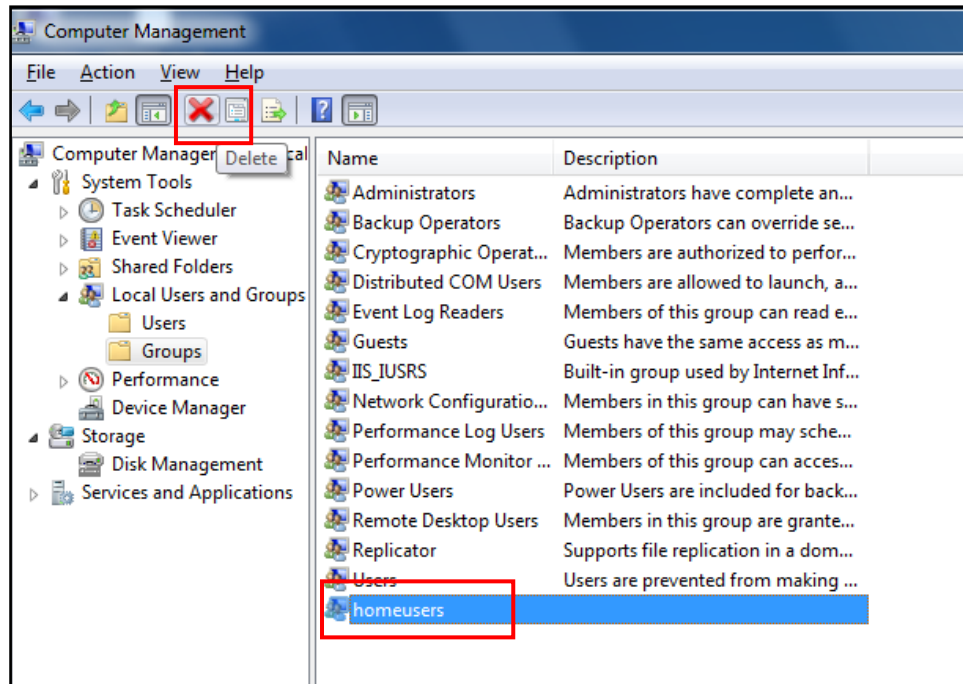 Computer Management
File Action View Help
Delete
Computer Manager cal
System Tools
Task Scheduler
Event Viewer
Shared Folders
Local Users and Groups
Users
Groups
Performance
Device Manager
Storage
Disk Management
Services and Applications
Name Description
Administrators Administrators have complete an...
Backup Operators Backup Operators can override se...
Cryptographic Operat... Members are authorized to perfor...
Distributed COM Users Members are allowed to launch, a...
Event Log Readers Members of this group can read e...
Guests Guests have the same access as m...
IIS_IUSRS Built-in group used by Internet Inf...
Network Configuratio... Members in this group can have s...
Performance Log Users Members of this group may sche...
Performance Monitor ... Members of this group can acces...
Power Users Power Users are included for back...
Remote Desktop Users Members in this group are grante...
Replicator Supports file replication in a dom...
Users Users are prevented from making ...
homeusers